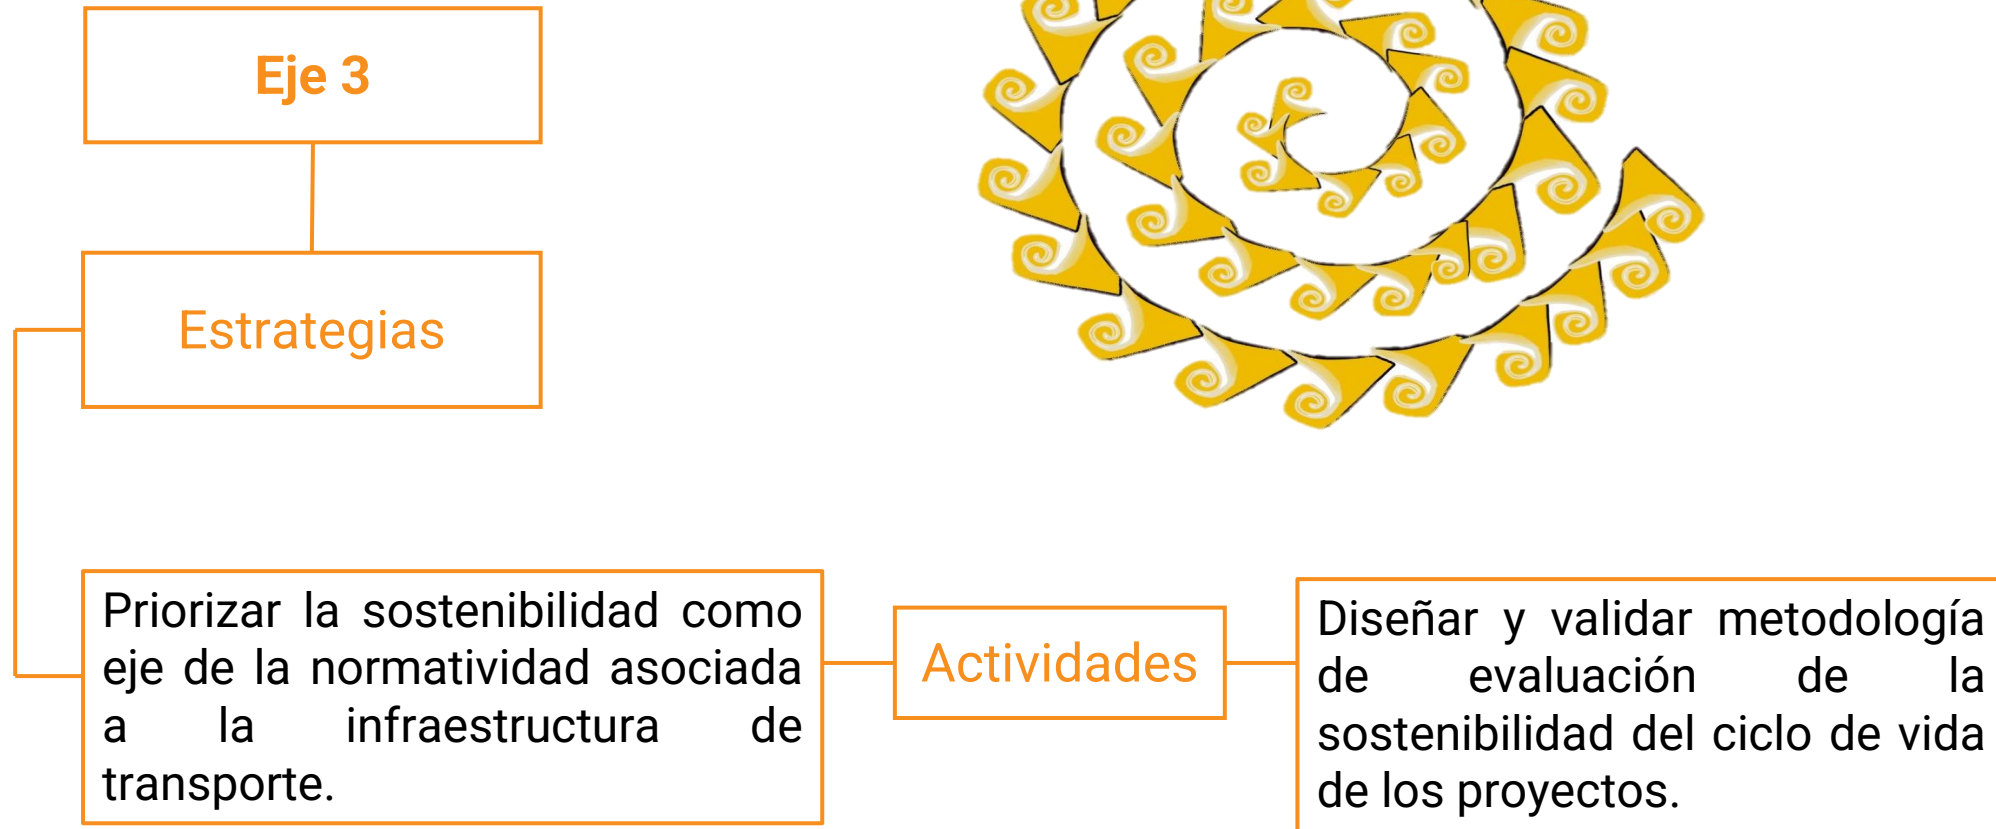 Eje 3
Estrategias
Priorizar la sostenibilidad como
eje de la normatividad asociada
a la infraestructura de
transporte.
Actividades
Diseñar y validar metodología
de evaluación de la
sostenibilidad del ciclo de vida
de los proyectos.